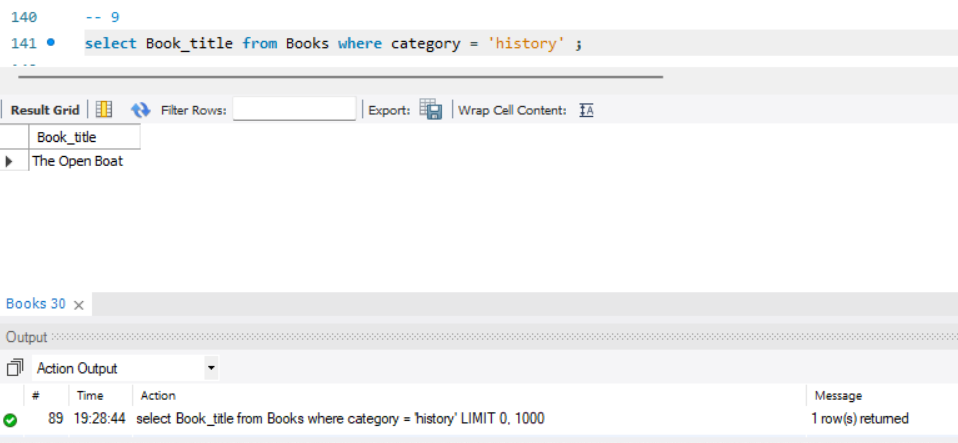 140 -- 9
141 select Book_title from Books where category = 'history' ;
Result Grid Filter Rows: Export: Wrap Cell Content:
Book_title
The Open Boat
Books 30
Output
Action Output
# Time Action Message
89 19:28:44 select Book_title from Books where category = 'history' LIMIT 0, 1000 1 row(s) returned